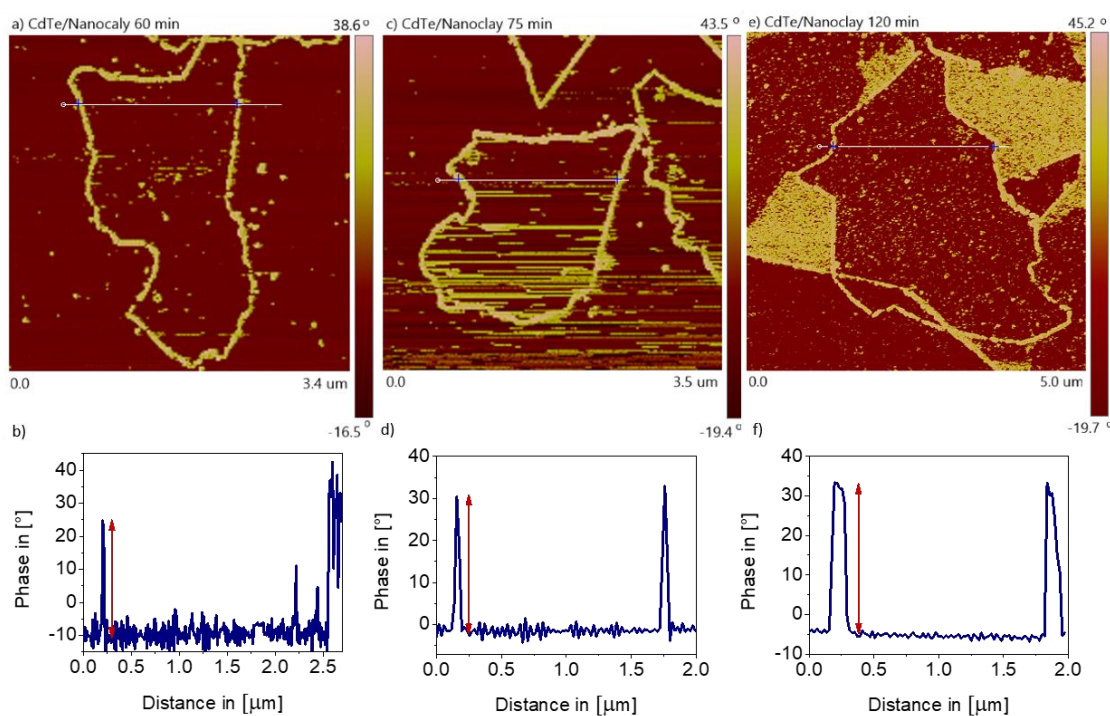 a) CdTe/Nanocaly 60 min
38.6 o
c) CdTe/Nanoclay 75 min
43.5 o
e) CdTe/Nanoclay 120 min
45.2 o
0.0
3.4 um
-16.5 o
0.0
3.5 um
-19.4 o
0.0
5.0 um
-19.7 o
b)
Phase in [°]
40
30
20
10
0
-10
0.0 0.5 1.0 1.5 2.0 2.5
Distance in [µm]
d)
Phase in [°]
40
30
20
10
0
0.0 0.5 1.0 1.5 2.0
Distance in [µm]
f)
Phase in [°]
40
30
20
10
0
-10
0.0 0.4 0.8 1.2 1.6 2.0
Distance in [µm]